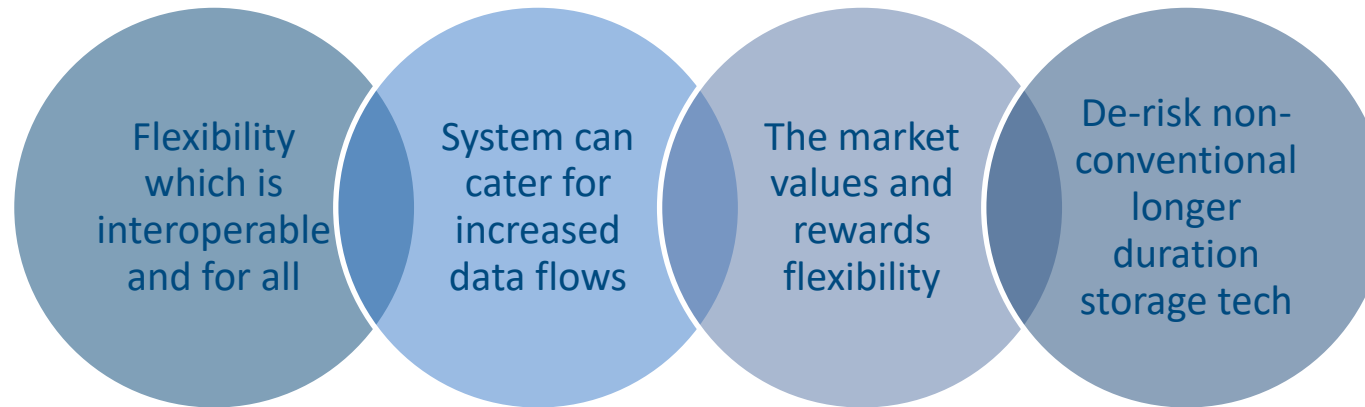 Flexibility
which is
interoperable
and for all
System can
cater for
increased
data flows
The market
values and
rewards
flexibility
De-risk non-
conventional
longer
duration
storage tech